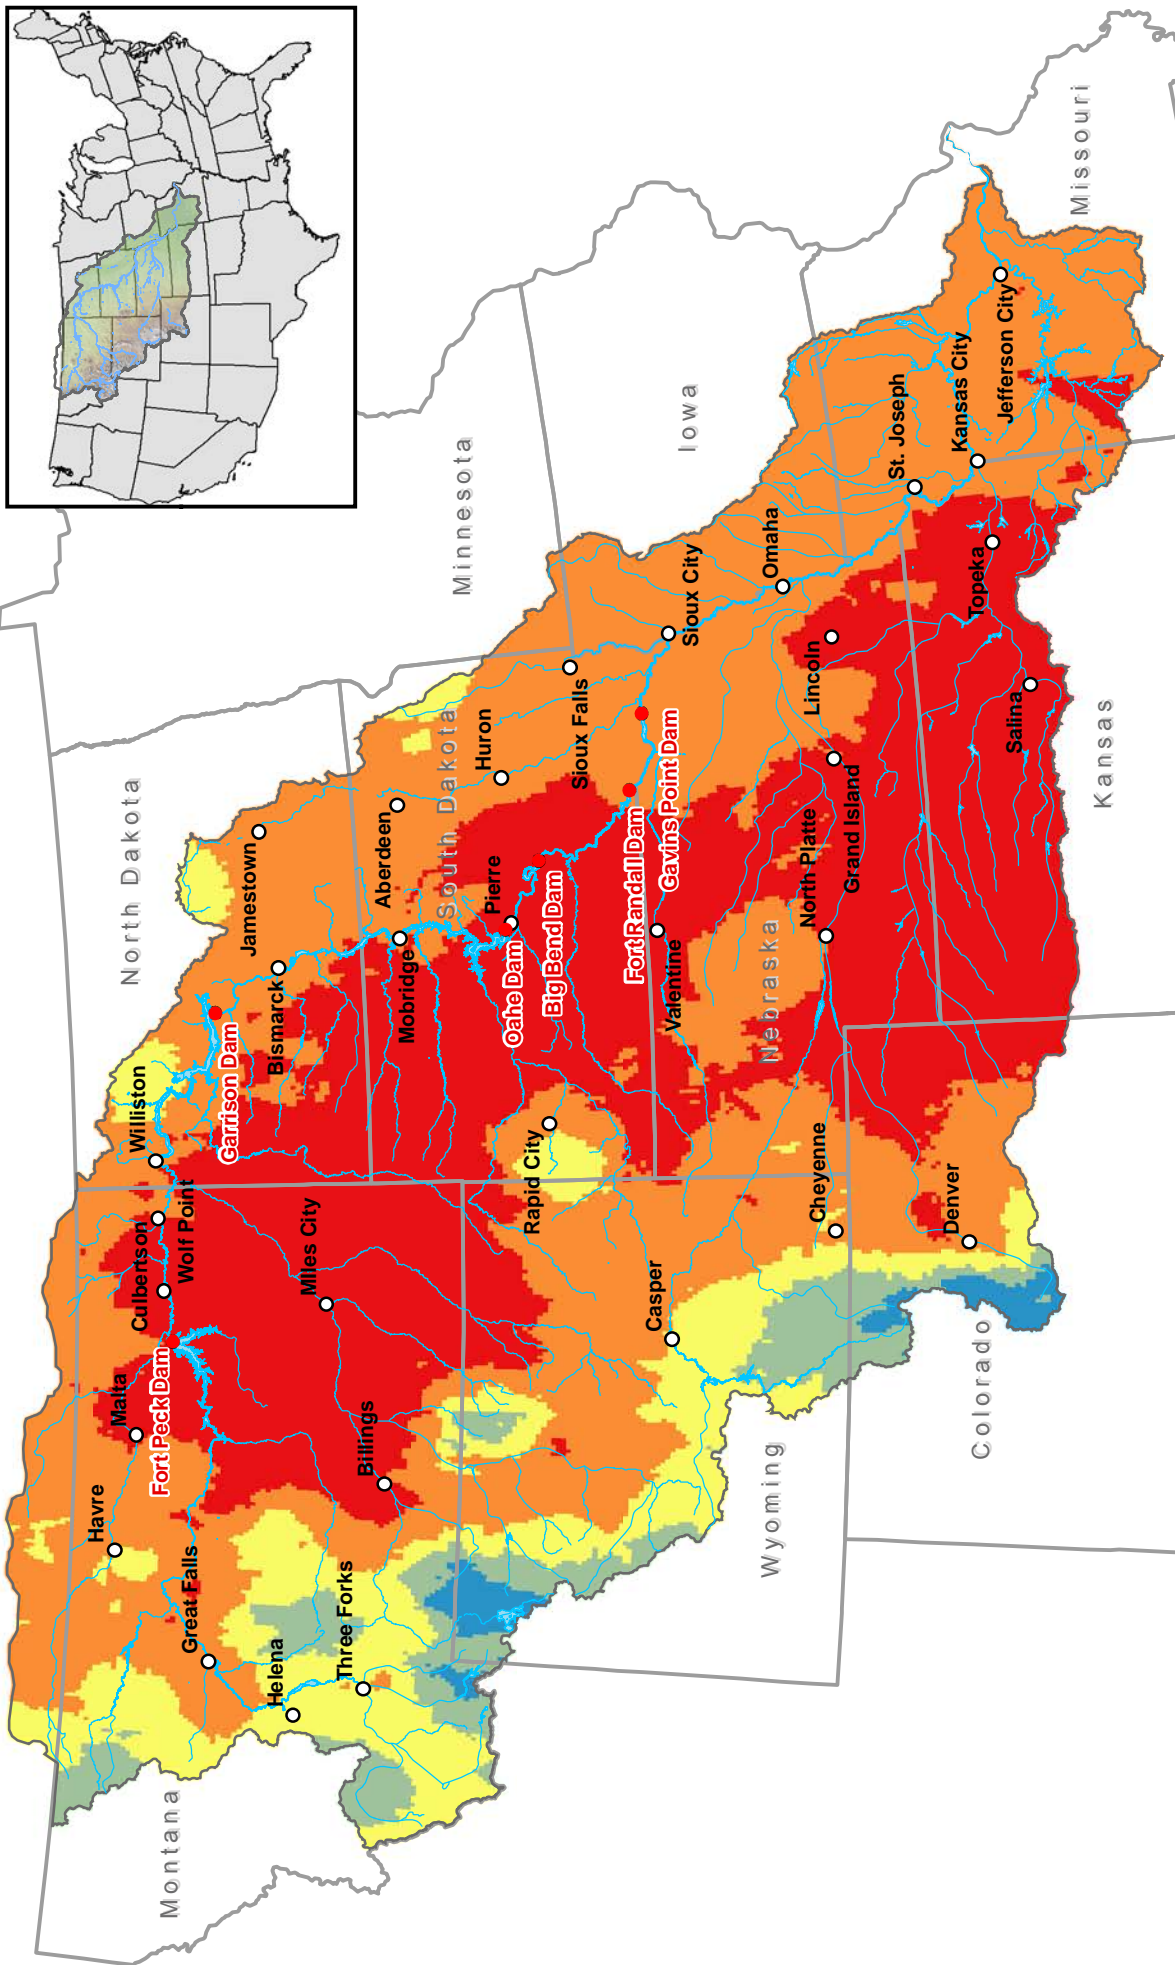 Montana
North Dakota
Minnesota
South Dakota
Iowa
Wyoming
Nebraska
Colorado
Kansas
Missouri
Havre
Malta
Culbertson
Wolf Point
Williston
Fort Peck Dam
Garrison Dam
Great Falls
Helena
Three Forks
Billings
Miles City
Bismarck
Jamestown
Mobridge
Aberdeen
Huron
Pierre
Oahe Dam
Big Bend Dam
Rapid City
Sioux Falls
Fort Randall Dam
Gavins Point Dam
Sioux City
Valentine
Casper
Omaha
Cheyenne
North Platte
Grand Island
Lincoln
Denver
St. Joseph
Kansas City
Topeka
Salina
Jefferson City